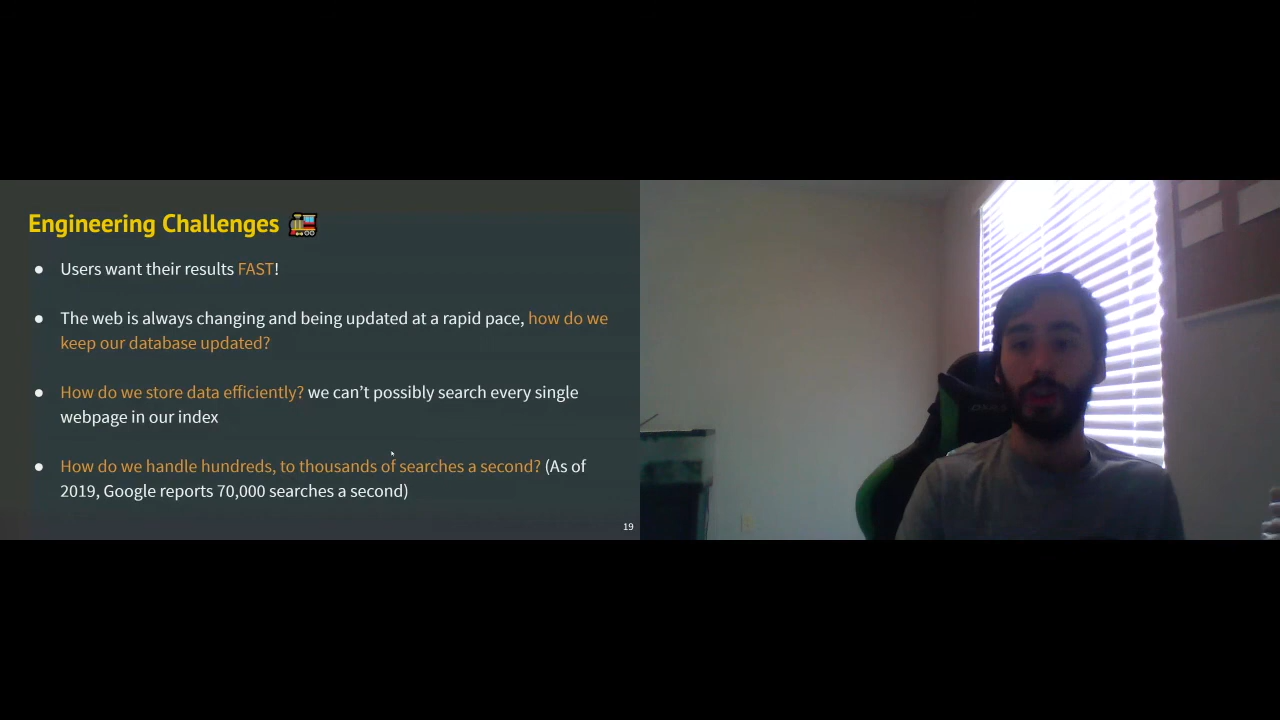 Engineering Challenges
● Users want their results FAST!
● The web is always changing and being updated at a rapid pace, how do we
keep our database updated?
● How do we store data efficiently? we can’t possibly search every single
webpage in our index
● How do we handle hundreds, to thousands of searches a second? (As of
2019, Google reports 70,000 searches a second)
19